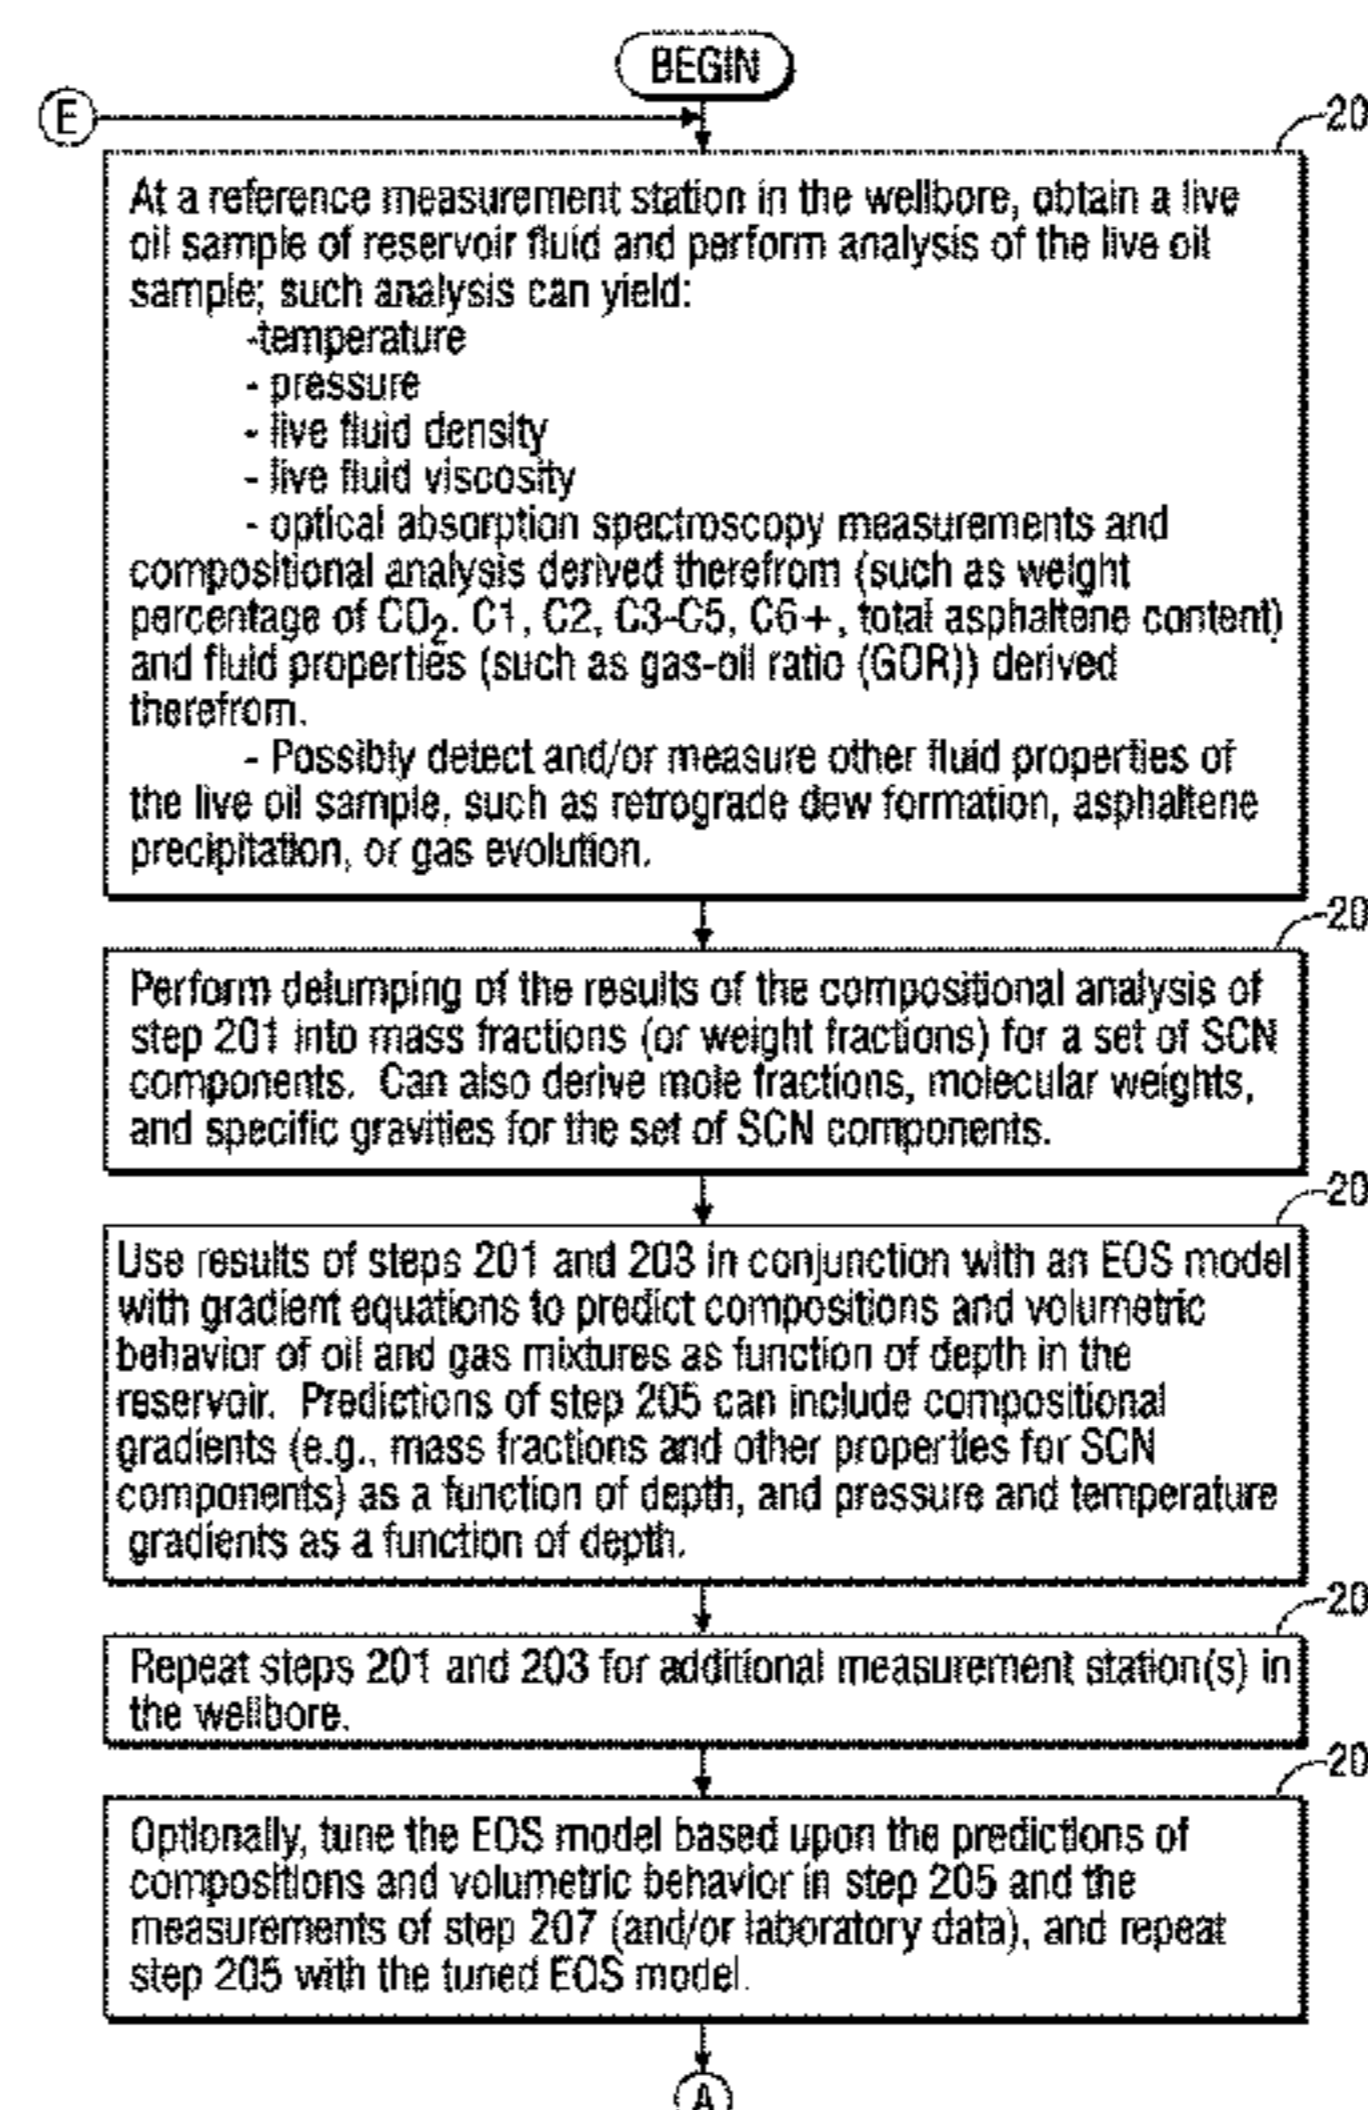 BEGIN
E
20
At a reference measurement station in the wellbore, obtain a live
oil sample of reservoir fluid and perform analysis of the live oil
sample; such analysis can yield:
-temperature
- pressure
- live fluid density
- live fluid viscosity
- optical absorption spectroscopy measurements and
compositional analysis derived therefrom (such as weight
percentage of CO₂. C1, C2, C3-C5, C6+, total asphaltene content)
and fluid properties (such as gas-oil ratio (GOR)) derived
therefrom.
- Possibly detect and/or measure other fluid properties of
the live oil sample, such as retrograde dew formation, asphaltene
precipitation, or gas evolution.
20
Perform delumping of the results of the compositional analysis of
step 201 into mass fractions (or weight fractions) for a set of SCN
components. Can also derive mole fractions, molecular weights,
and specific gravities for the set of SCN components.
20
Use results of steps 201 and 203 in conjunction with an EOS model
with gradient equations to predict compositions and volumetric
behavior of oil and gas mixtures as function of depth in the
reservoir. Predictions of step 205 can include compositional
gradients (e.g., mass fractions and other properties for SCN
components) as a function of depth, and pressure and temperature
gradients as a function of depth.
20
Repeat steps 201 and 203 for additional measurement station(s) in
the wellbore.
20
Optionally, tune the EOS model based upon the predictions of
compositions and volumetric behavior in step 205 and the
measurements of step 207 (and/or laboratory data), and repeat
step 205 with the tuned EOS model.
A